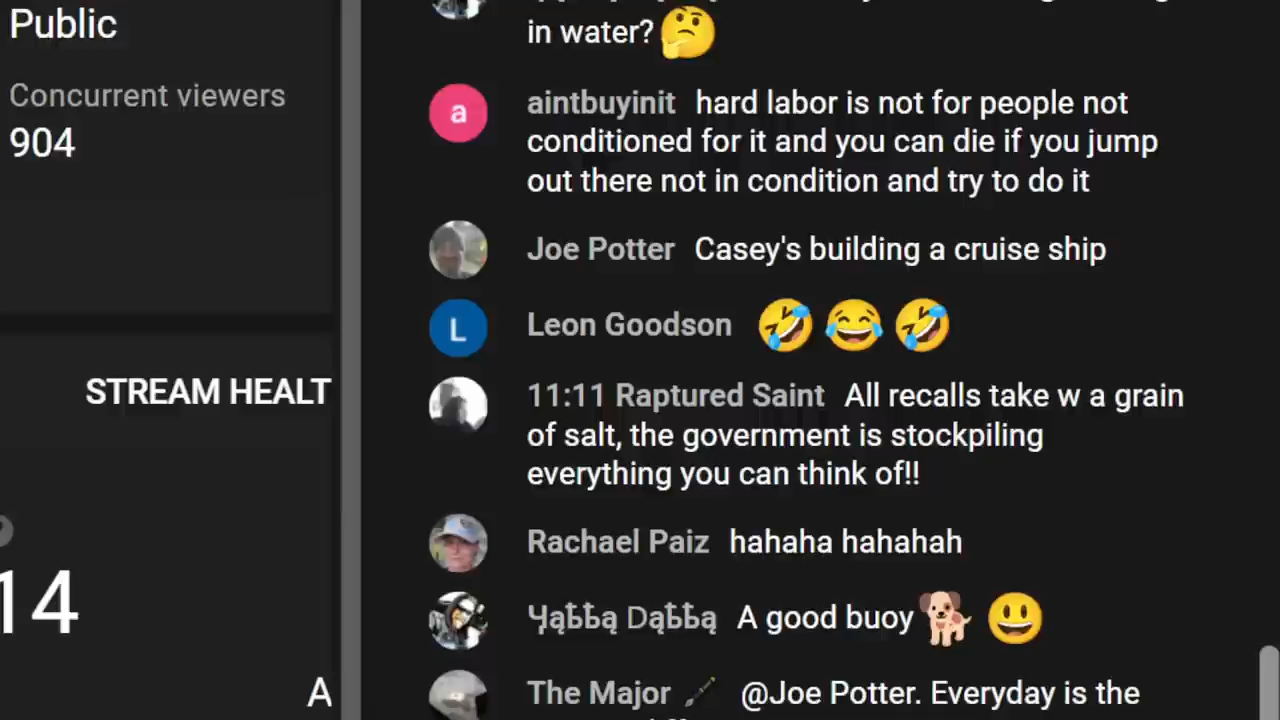 Public
Concurrent viewers
904
STREAM HEALT
14
A
in water?🤔
a
aintbuyinit hard labor is not for people not
conditioned for it and you can die if you jump
out there not in condition and try to do it
Joe Potter Casey's building a cruise ship
L
Leon Goodson 🤣😂🤣
11:11 Raptured Saint All recalls take w a grain
of salt, the government is stockpiling
everything you can think of!!
Rachael Paiz hahaha hahahah
Ɥąƀƀą Dąƀƀą A good buoy🐕😃
The Major 🖌️ @Joe Potter. Everyday is the